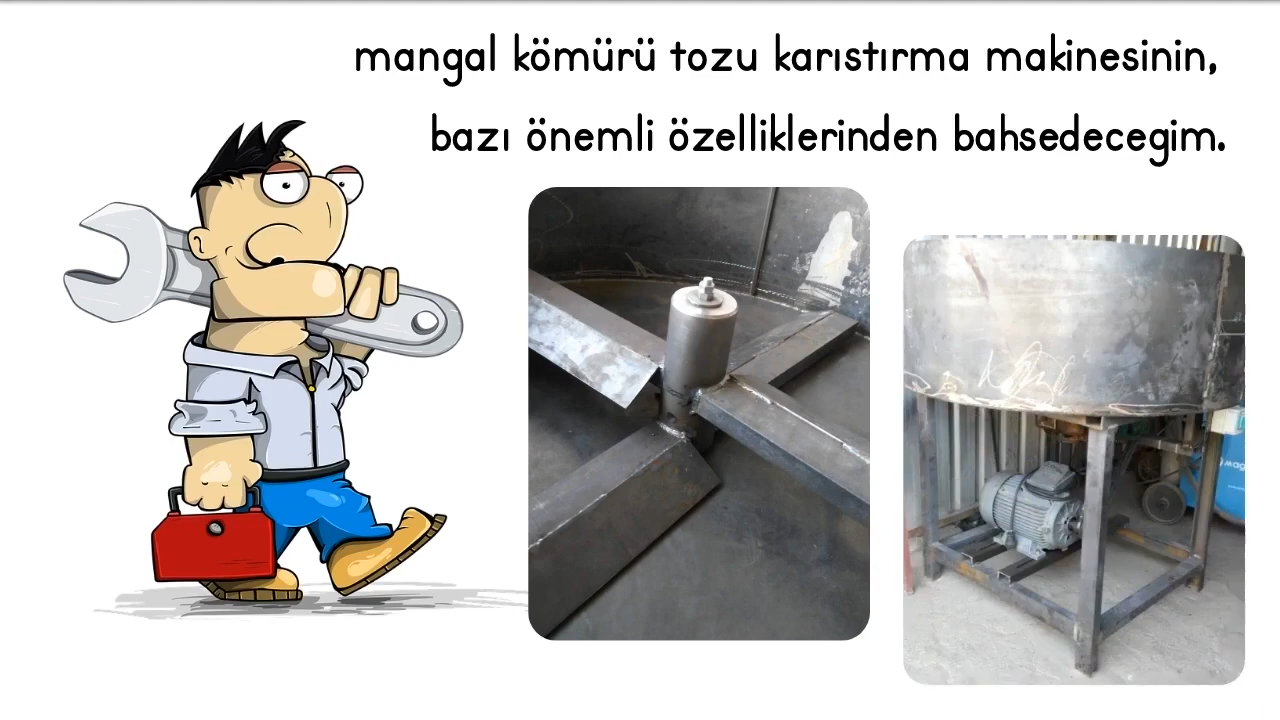 mangal kömürü tozu karıstırma makinesinin,
bazı önemli özelliklerinden bahsedecegim.